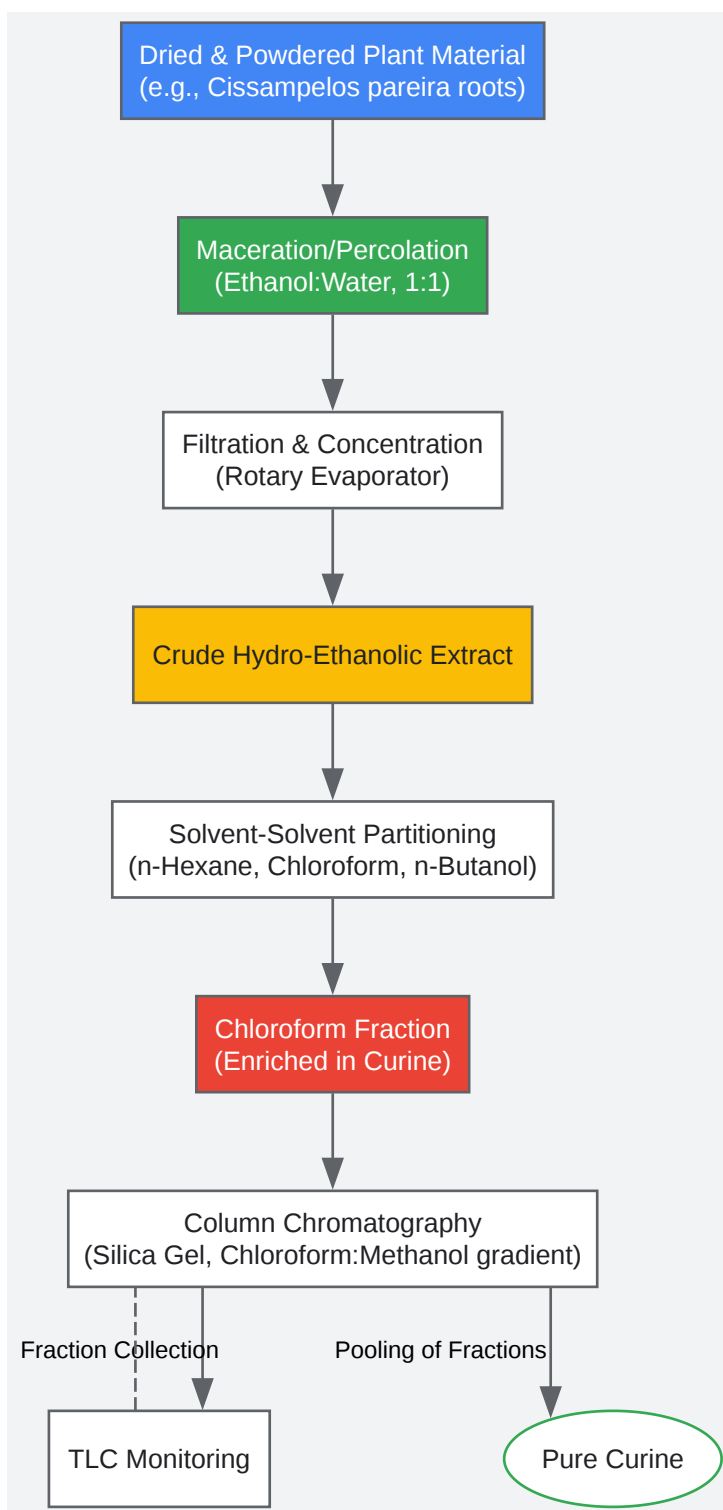 Dried & Powdered Plant Material
(e.g., Cissampelos pareira roots)
Maceration/Percolation
(Ethanol:Water, 1:1)
Filtration & Concentration
(Rotary Evaporator)
Crude Hydro-Ethanolic Extract
Solvent-Solvent Partitioning
(n-Hexane, Chloroform, n-Butanol)
Chloroform Fraction
(Enriched in Curine)
Column Chromatography
(Silica Gel, Chloroform:Methanol gradient)
Fraction Collection
Pooling of Fractions
TLC Monitoring
Pure Curine